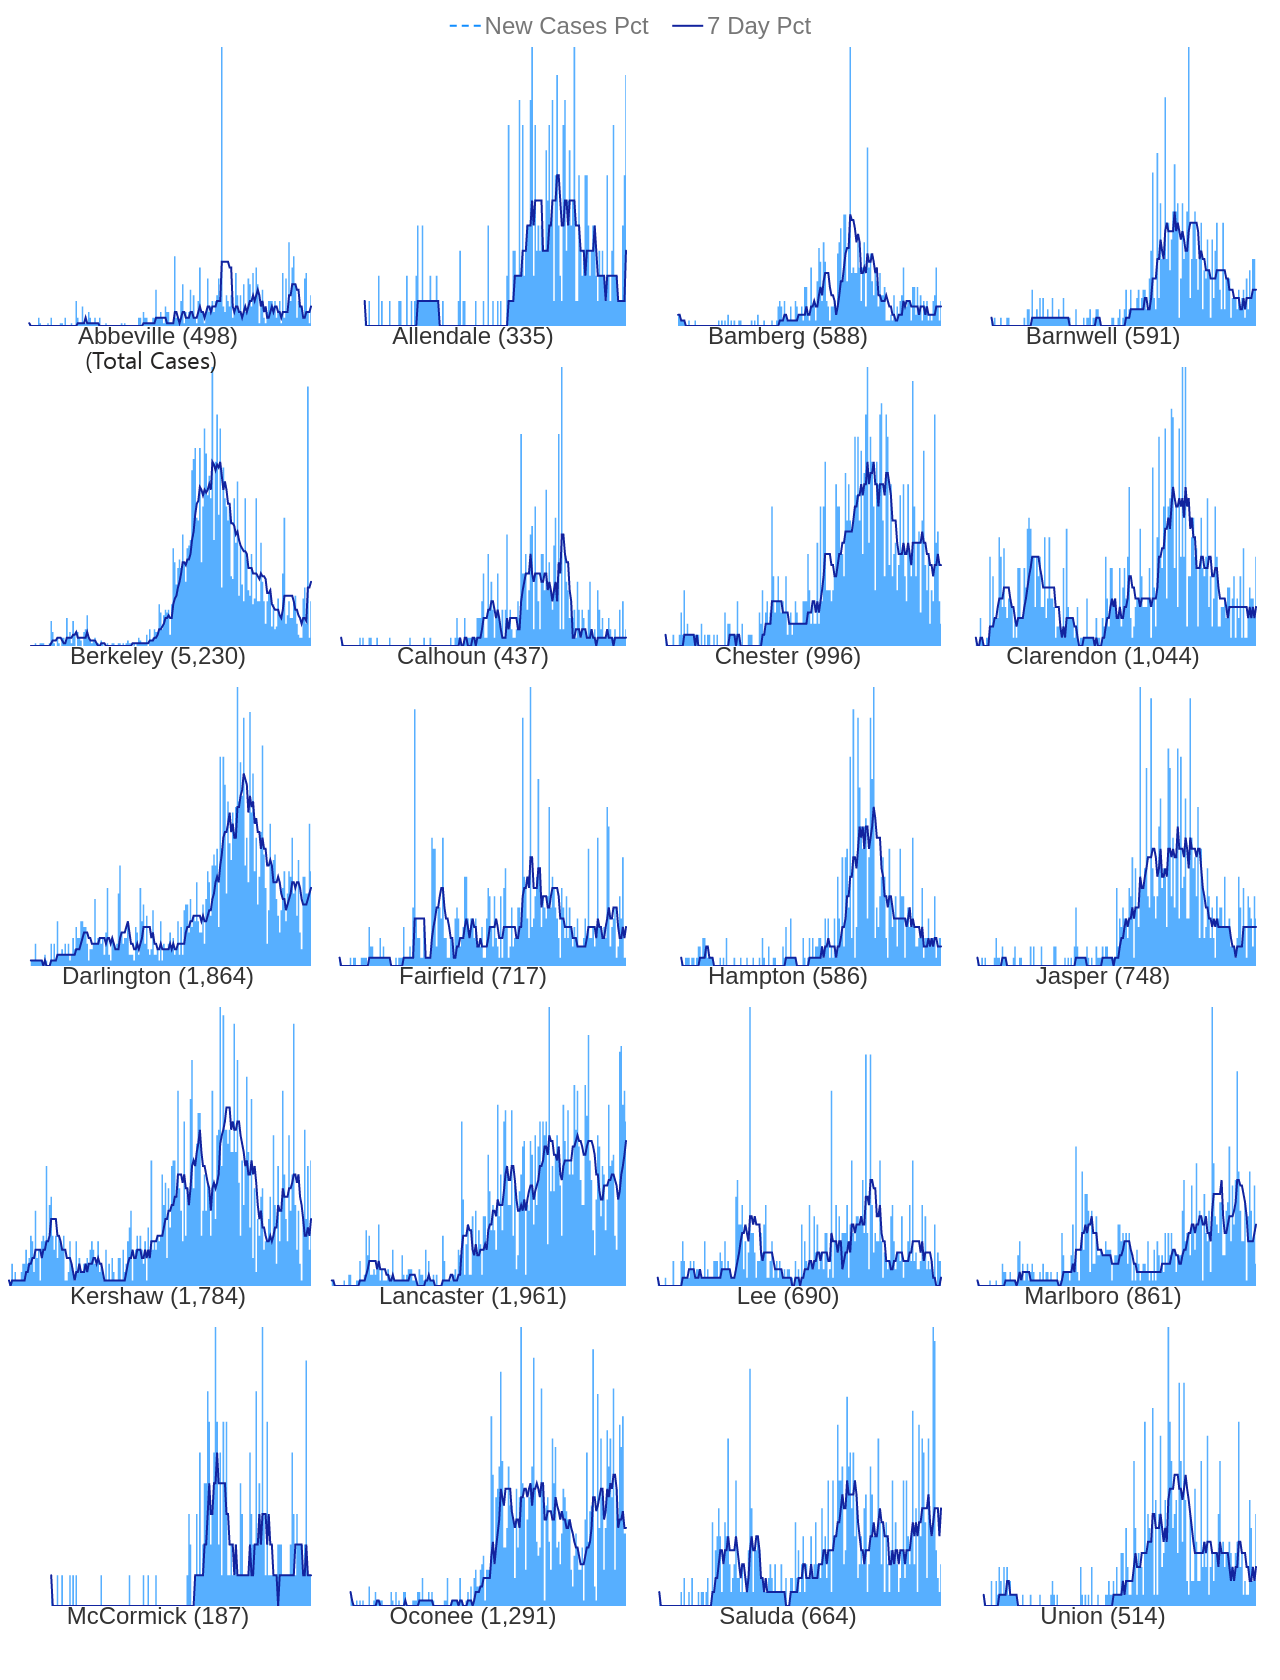 New Cases Pct 7 Day Pct
Abbeville (498) Allendale (335) Bamberg (588) Barnwell (591)
(Total Cases)
Berkeley (5,230) Calhoun (437) Chester (996) Clarendon (1,044)
Darlington (1,864) Fairfield (717) Hampton (586) Jasper (748)
Kershaw (1,784) Lancaster (1,961) Lee (690) Marlboro (861)
McCormick (187) Oconee (1,291) Saluda (664) Union (514)